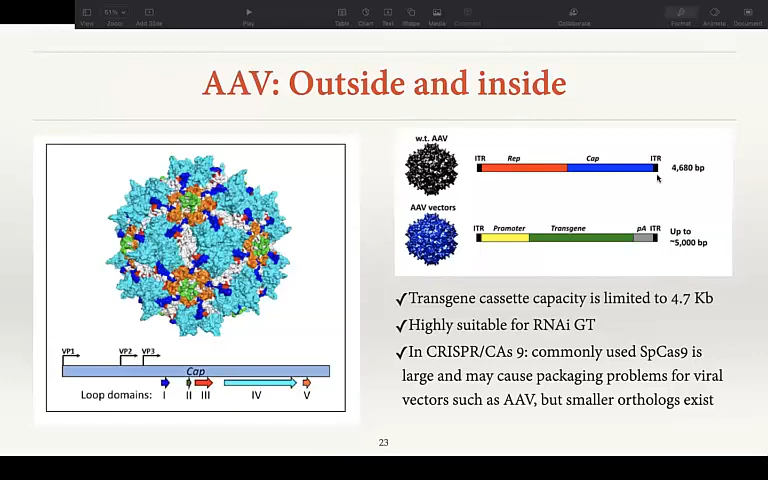 61%
View
Zoom
Add Slide
Play
Table
Chart
Text
Shape
Media
Comment
Collaborate
Format
Animate
Document
AAV: Outside and inside
VP1
VP2
VP3
Cap
Loop domains:
I
II
III
IV
V
w.t. AAV
ITR
Rep
Cap
ITR
4,680 bp
AAV vectors
ITR
Promoter
Transgene
pA
ITR
Up to
~5,000 bp
✓Transgene cassette capacity is limited to 4.7 Kb
✓Highly suitable for RNAi GT
✓In CRISPR/CAs 9: commonly used SpCas9 is
large and may cause packaging problems for viral
vectors such as AAV, but smaller orthologs exist
23